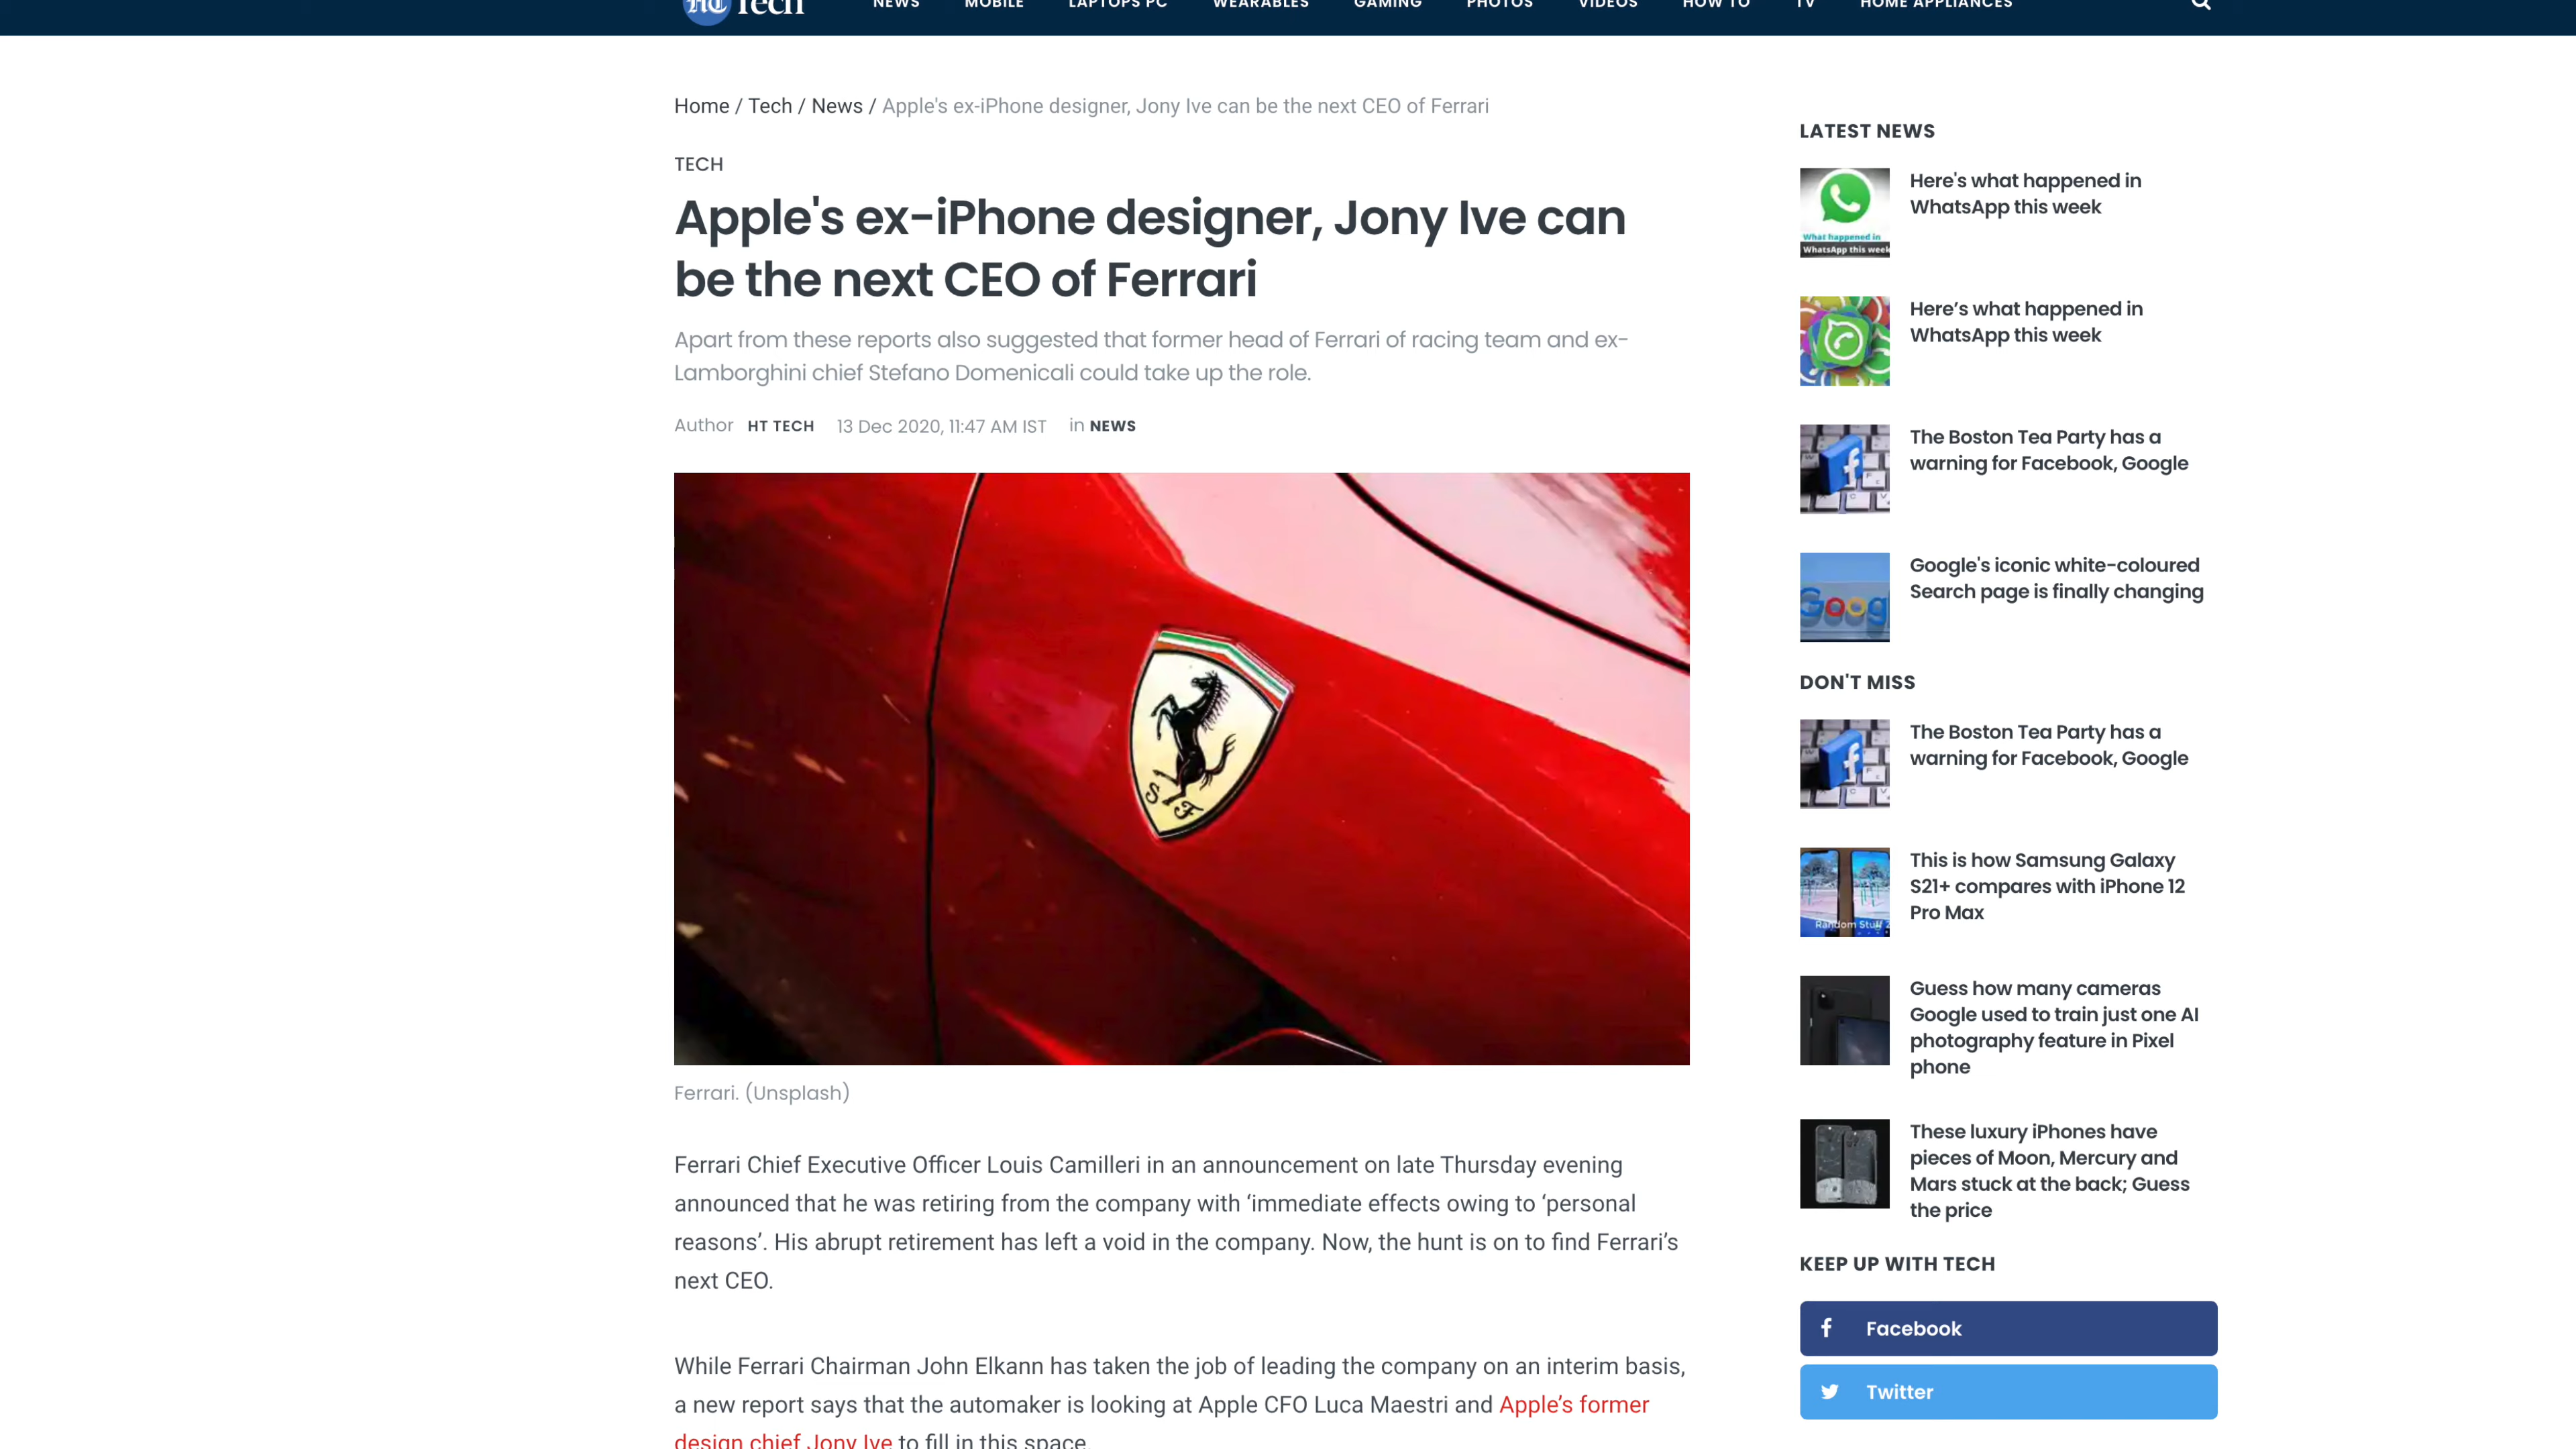 HT Tech NEWS MOBILE LAPTOPS PC WEARABLES GAMING PHOTOS VIDEOS HOW TO TV HOME APPLIANCES
Home / Tech / News / Apple's ex-iPhone designer, Jony Ive can be the next CEO of Ferrari
TECH
Apple's ex-iPhone designer, Jony Ive can
be the next CEO of Ferrari
Apart from these reports also suggested that former head of Ferrari of racing team and ex-
Lamborghini chief Stefano Domenicali could take up the role.
Author HT TECH 13 Dec 2020, 11:47 AM IST in NEWS
S F
Ferrari. (Unsplash)
Ferrari Chief Executive Officer Louis Camilleri in an announcement on late Thursday evening
announced that he was retiring from the company with ‘immediate effects owing to ‘personal
reasons’. His abrupt retirement has left a void in the company. Now, the hunt is on to find Ferrari’s
next CEO.
While Ferrari Chairman John Elkann has taken the job of leading the company on an interim basis,
a new report says that the automaker is looking at Apple CFO Luca Maestri and Apple’s former
design chief Jony Ive to fill in this space.
LATEST NEWS
What happened in
WhatsApp this week
Here's what happened in
WhatsApp this week
Here’s what happened in
WhatsApp this week
The Boston Tea Party has a
warning for Facebook, Google
Goog
Google's iconic white-coloured
Search page is finally changing
DON'T MISS
The Boston Tea Party has a
warning for Facebook, Google
Random Stuff
This is how Samsung Galaxy
S21+ compares with iPhone 12
Pro Max
Guess how many cameras
Google used to train just one AI
photography feature in Pixel
phone
These luxury iPhones have
pieces of Moon, Mercury and
Mars stuck at the back; Guess
the price
KEEP UP WITH TECH
Facebook
Twitter